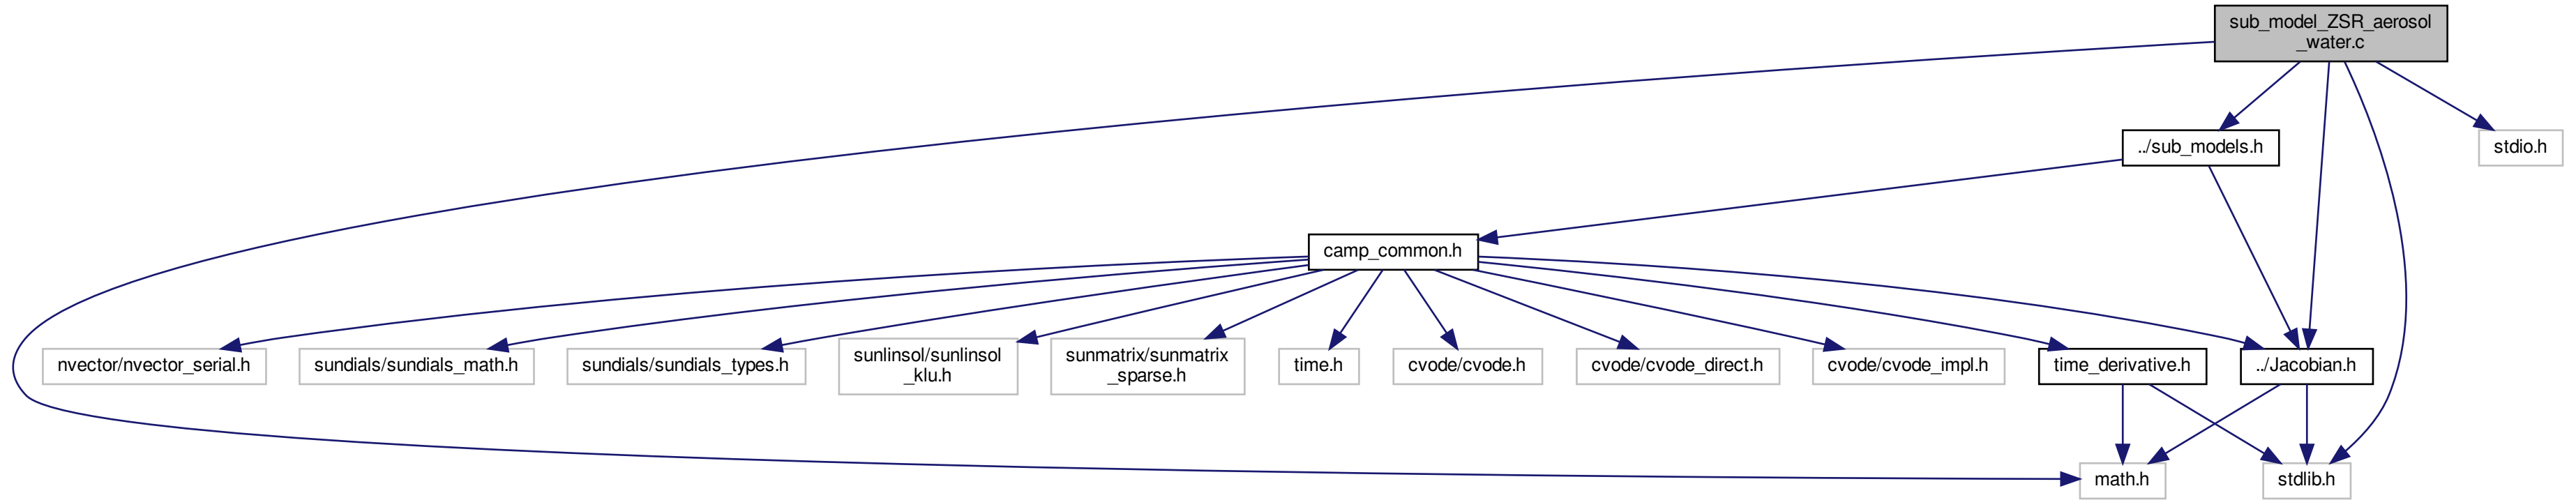 sub_model_ZSR_aerosol
_water.c
../sub_models.h
stdio.h
camp_common.h
nvector/nvector_serial.h
sundials/sundials_math.h
sundials/sundials_types.h
sunlinsol/sunlinsol
_klu.h
sunmatrix/sunmatrix
_sparse.h
time.h
cvode/cvode.h
cvode/cvode_direct.h
cvode/cvode_impl.h
time_derivative.h
../Jacobian.h
math.h
stdlib.h